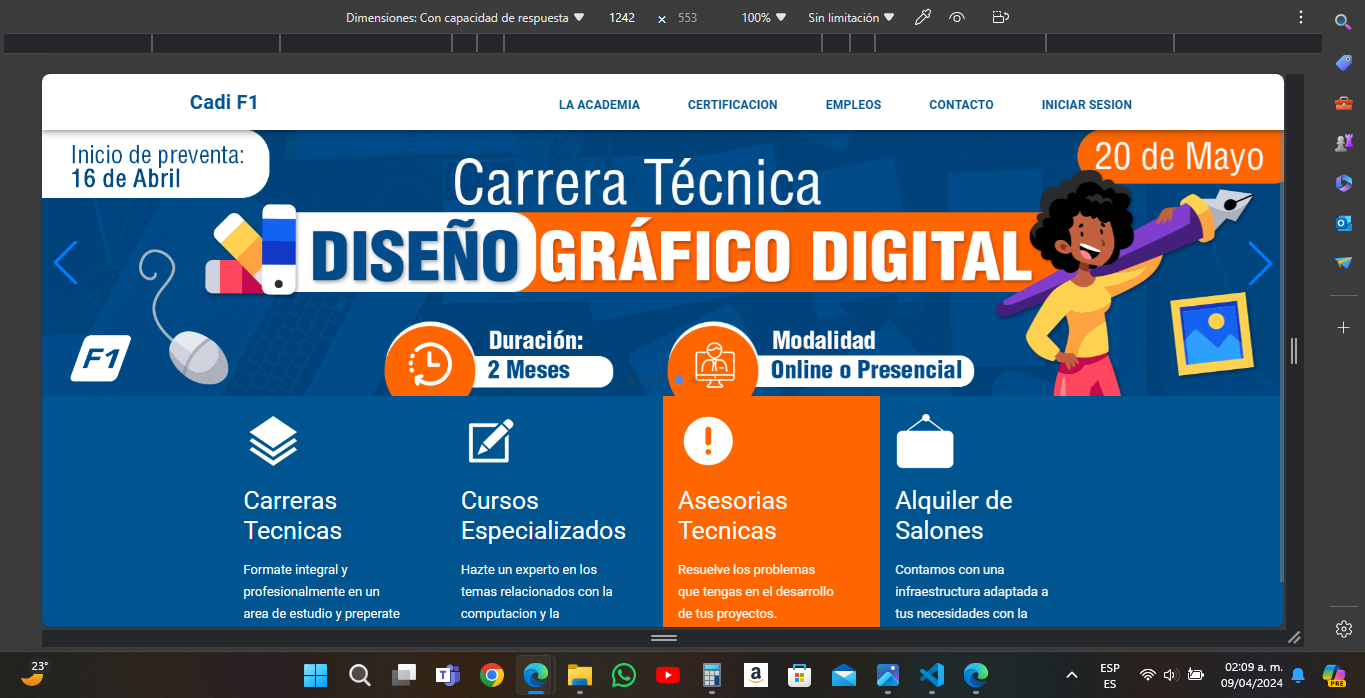 Dimensiones: Con capacidad de respuesta 1242 × 553 100% Sin limitación
Cadi F1 LA ACADEMIA CERTIFICACION EMPLEOS CONTACTO INICIAR SESION
Inicio de preventa:
16 de Abril
20 de Mayo
Carrera Técnica
DISEÑO GRÁFICO DIGITAL
F1
Duración:
2 Meses
Modalidad
Online o Presencial
Carreras
Tecnicas
Formate integral y
profesionalmente en un
area de estudio y preperate
Cursos
Especializados
Hazte un experto en los
temas relacionados con la
computacion y la
Asesorias
Tecnicas
Resuelve los problemas
que tengas en el desarrollo
de tus proyectos.
Alquiler de
Salones
Contamos con una
infraestructura adaptada a
tus necesidades con la
23°
ESP
ES
02:09 a. m.
09/04/2024
PRE